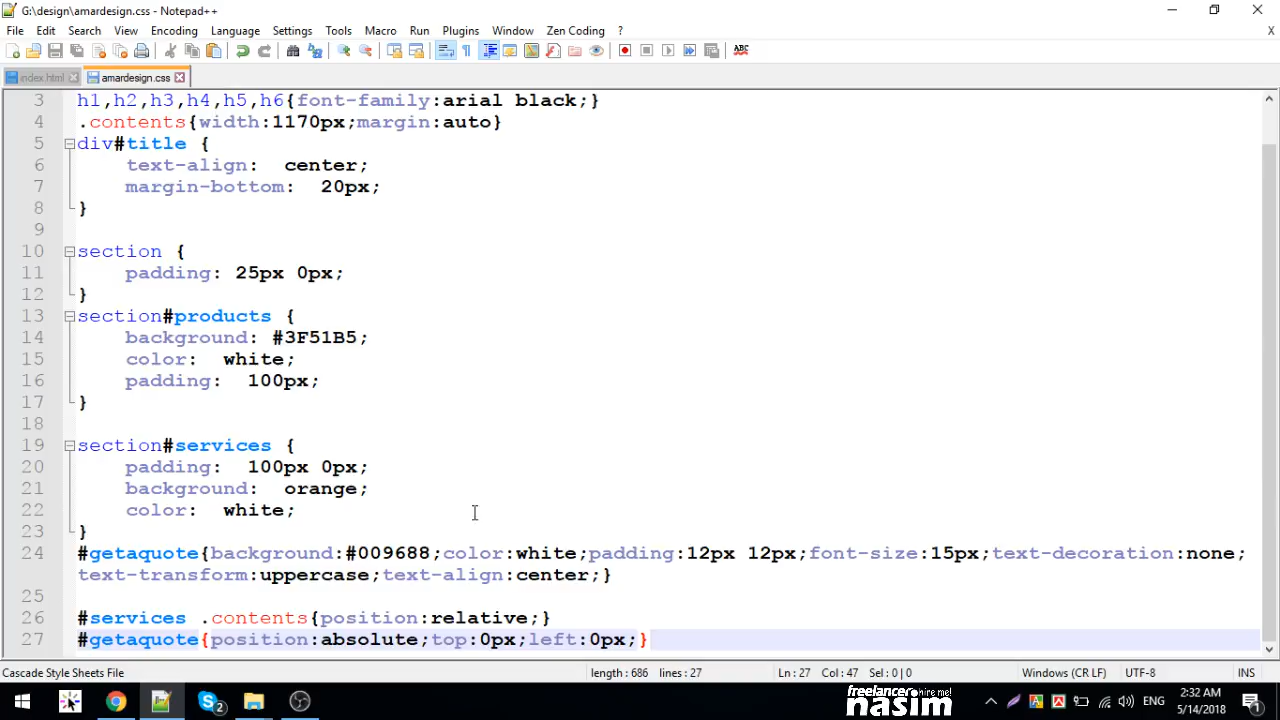 G:\design\amardesign.css - Notepad++
File Edit Search View Encoding Language Settings Tools Macro Run Plugins Window Zen Coding ? X
index.html amardesign.css
3 h1,h2,h3,h4,h5,h6{font-family:arial black;}
4 .contents{width:1170px;margin:auto}
5 div#title {
6 text-align: center;
7 margin-bottom: 20px;
8 }
9
10 section {
11 padding: 25px 0px;
12 }
13 section#products {
14 background: #3F51B5;
15 color: white;
16 padding: 100px;
17 }
18
19 section#services {
20 padding: 100px 0px;
21 background: orange;
22 color: white;
23 }
24 #getaquote{background:#009688;color:white;padding:12px 12px;font-size:15px;text-decoration:none;
text-transform:uppercase;text-align:center;}
25
26 #services .contents{position:relative;}
27 #getaquote{position:absolute;top:0px;left:0px;}
Cascade Style Sheets File length : 686 lines : 27 Ln : 27 Col : 47 Sel : 0 | 0 Windows (CR LF) UTF-8 INS
2
freelancer hire me!
nasim
ENG
2:32 AM
5/14/2018
1